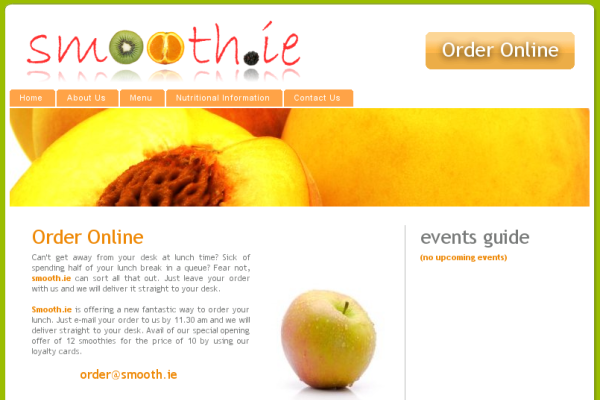 smooth.ie
Order Online
Home
About Us
Menu
Nutritional Information
Contact Us
Order Online
Can't get away from your desk at lunch time? Sick of
spending half of your lunch break in a queue? Fear not,
smooth.ie can sort all that out. Just leave your order
with us and we will deliver it straight to your desk.
Smooth.ie is offering a new fantastic way to order your
lunch. Just e-mail your order to us by 11.30 am and we will
deliver straight to your desk. Avail of our special opening
offer of 12 smoothies for the price of 10 by using our
loyalty cards.
order@smooth.ie
events guide
(no upcoming events)